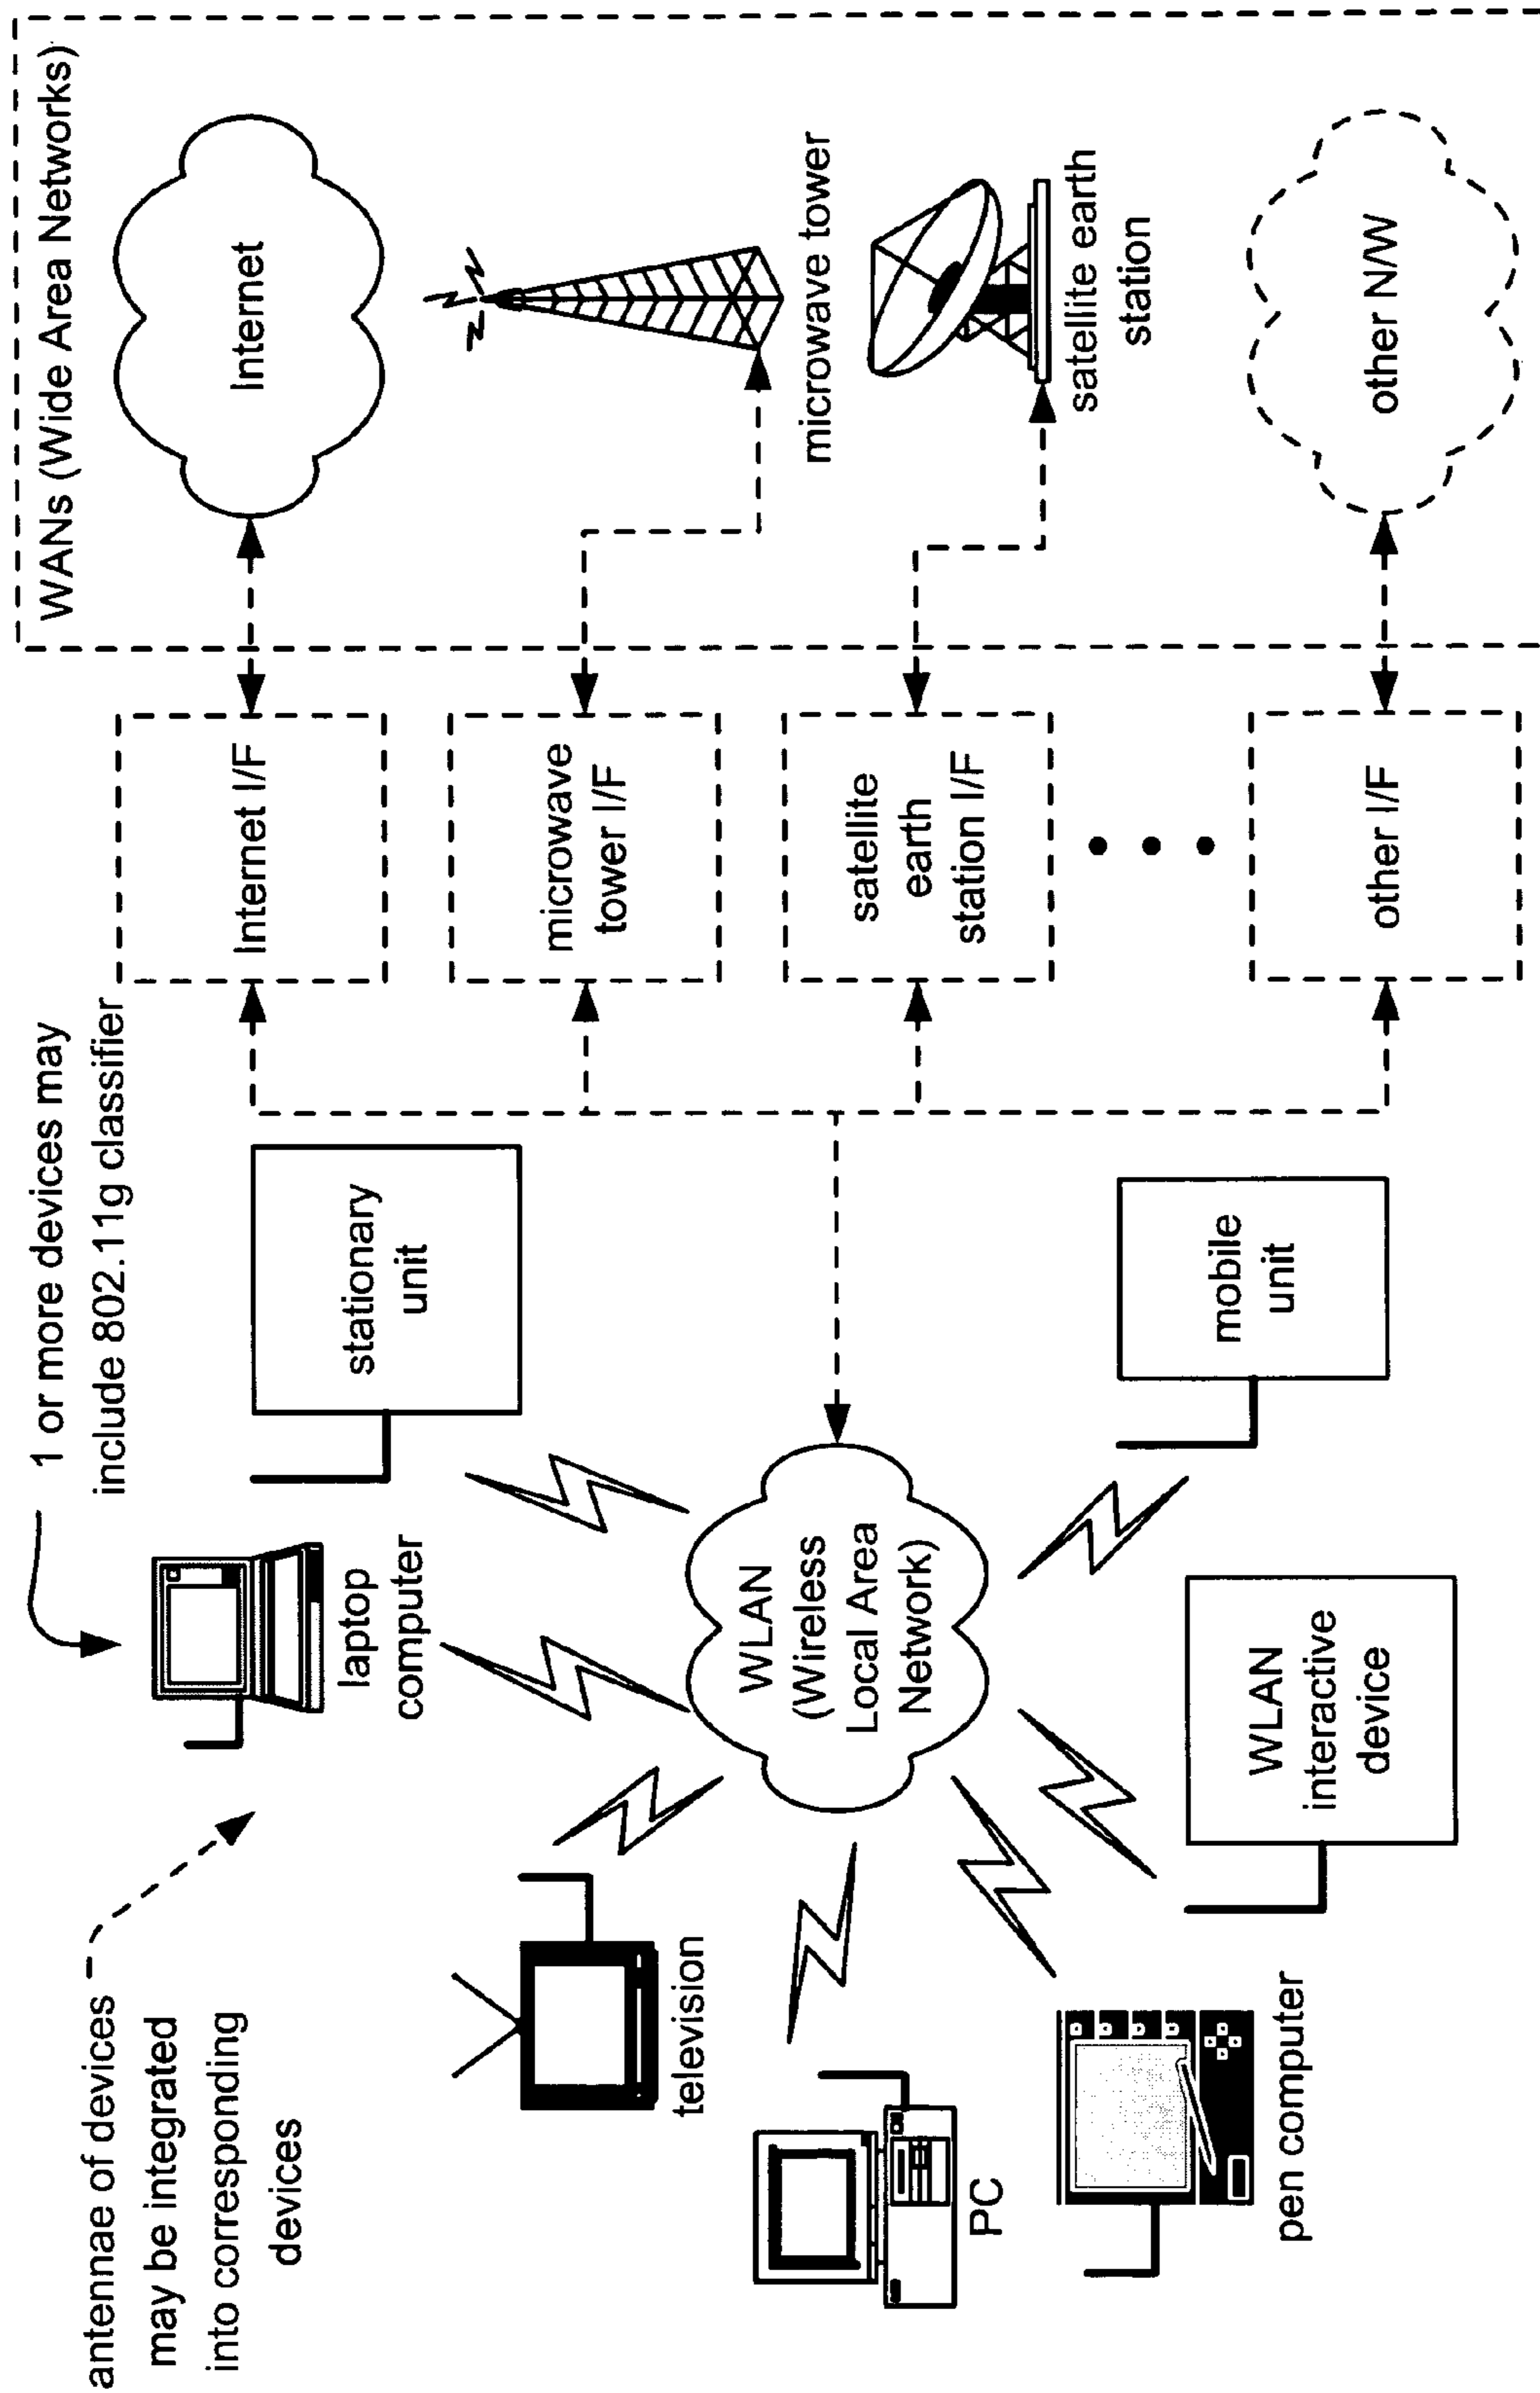 antennae of devices
may be integrated
into corresponding
devices
1 or more devices may
include 802.11g classifier
WANs (Wide Area Networks)
laptop
computer
stationary
unit
Internet I/F
Internet
television
microwave
tower I/F
microwave tower
PC
WLAN
(Wireless
Local Area
Network)
satellite
earth
station I/F
satellite earth
station
pen computer
WLAN
interactive
device
mobile
unit
other I/F
other N/W